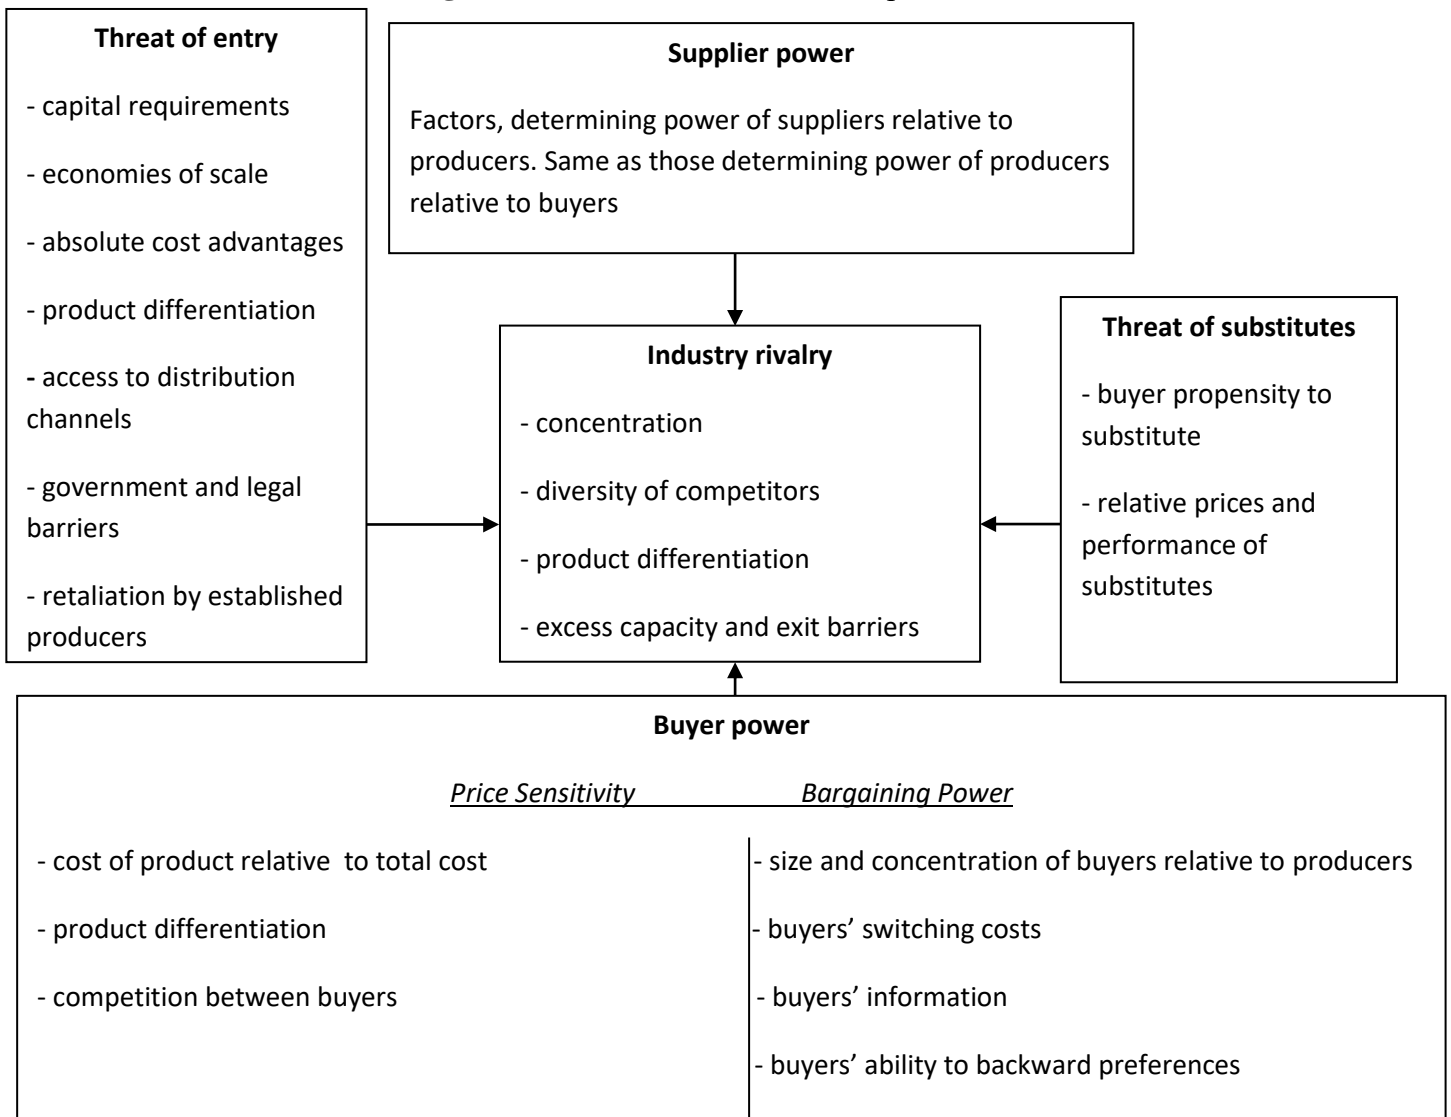 Threat of entry
- capital requirements
- economies of scale
- absolute cost advantages
- product differentiation
- access to distribution
channels
- government and legal
barriers
- retaliation by established
producers
Supplier power
Factors, determining power of suppliers relative to
producers. Same as those determining power of producers
relative to buyers
Industry rivalry
- concentration
- diversity of competitors
- product differentiation
- excess capacity and exit barriers
Threat of substitutes
- buyer propensity to
substitute
- relative prices and
performance of
substitutes
Buyer power
Price Sensitivity Bargaining Power
- cost of product relative to total cost
- product differentiation
- competition between buyers
- size and concentration of buyers relative to producers
- buyers’ switching costs
- buyers’ information
- buyers’ ability to backward preferences